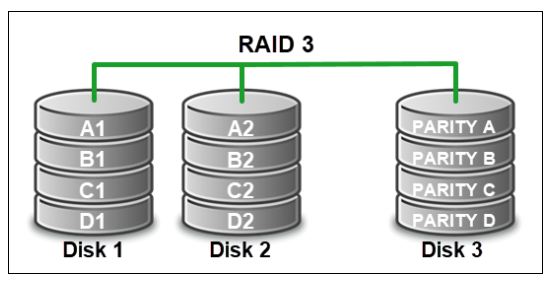 RAID 3
A1 A2 PARITY A
B1 B2 PARITY B
C1 C2 PARITY C
D1 D2 PARITY D
Disk 1 Disk 2 Disk 3